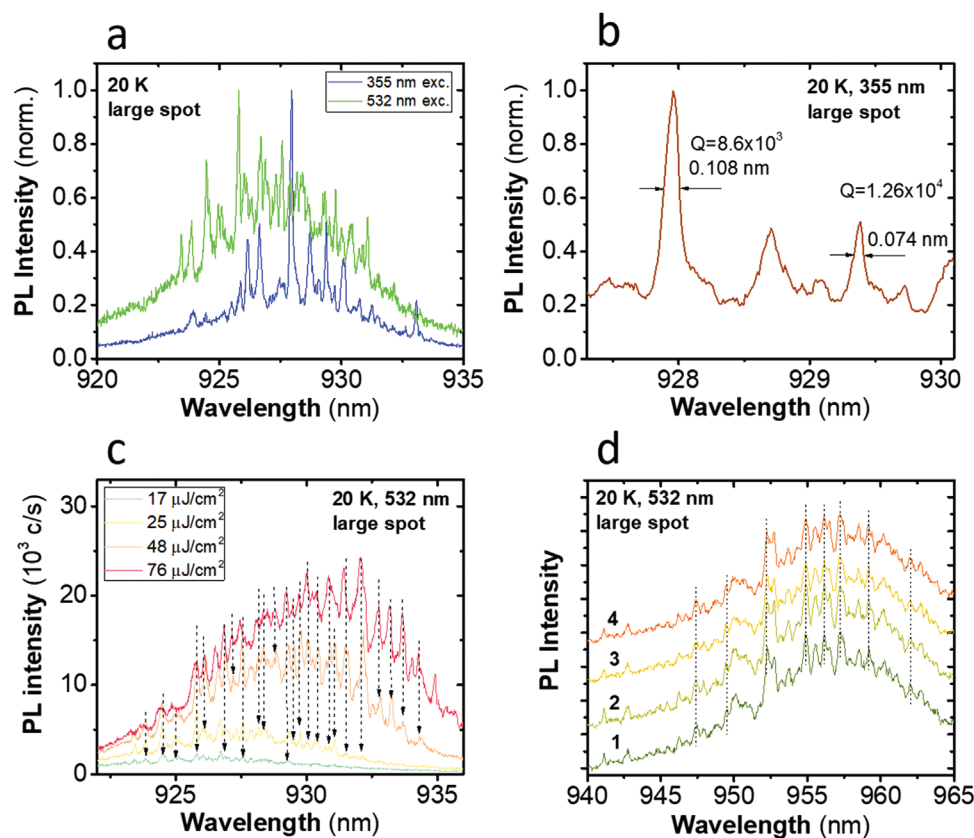 a
20 K
large spot
355 nm exc.
532 nm exc.
PL Intensity (norm.)
1.0
0.8
0.6
0.4
0.2
0.0
920
925
930
935
Wavelength (nm)
b
20 K, 355 nm
large spot
Q=8.6x10³
0.108 nm
Q=1.26x10⁴
0.074 nm
PL Intensity (norm.)
1.0
0.8
0.6
0.4
0.2
0.0
928
929
930
Wavelength (nm)
c
17 µJ/cm²
25 µJ/cm²
48 µJ/cm²
76 µJ/cm²
20 K, 532 nm
large spot
PL intensity (10³ c/s)
30
20
10
0
925
930
935
Wavelength (nm)
d
20 K, 532 nm
large spot
4
3
2
1
PL Intensity
940
945
950
955
960
965
Wavelength (nm)